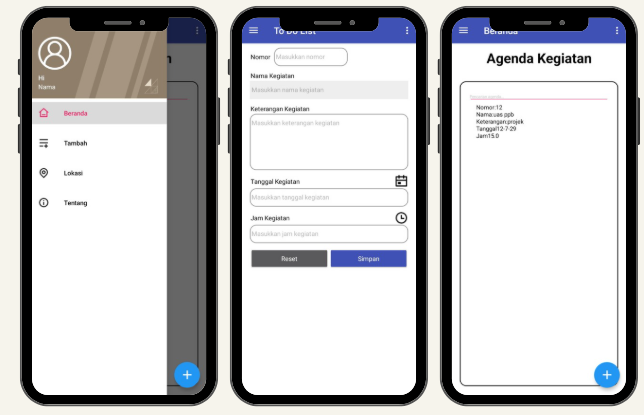 Hi
Nama
Beranda
Tambah
Lokasi
Tentang
To Do List
Nomor
Masukkan nomor
Nama Kegiatan
Masukkan nama kegiatan
Keterangan Kegiatan
Masukkan keterangan kegiatan
Tanggal Kegiatan
Masukkan tanggal kegiatan
Jam Kegiatan
Masukkan jam kegiatan
Reset
Simpan
Beranda
Agenda Kegiatan
Nomor:12
Nama:uas ppb
Keterangan:projek
Tanggal12-7-29
Jam15.0